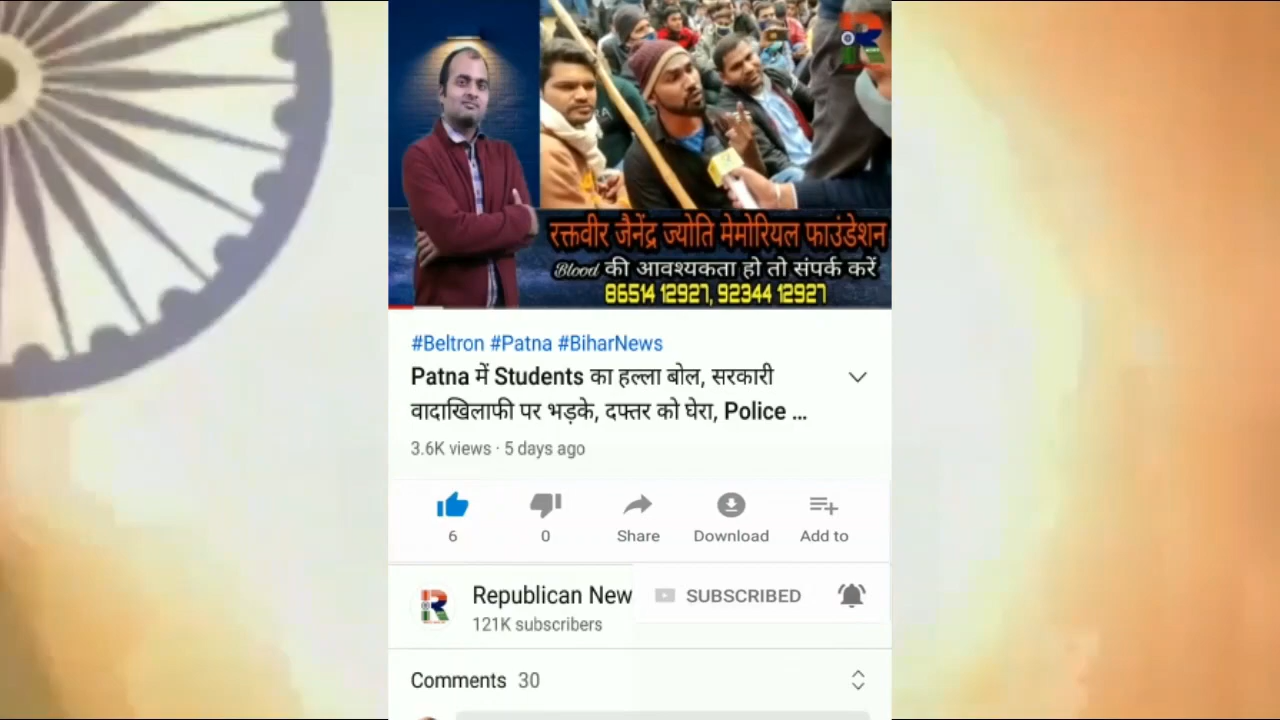 R
रक्तवीर जैनेंद्र ज्योति मेमोरियल फाउंडेशन
Blood की आवश्यकता हो तो संपर्क करें
86514 12927, 92344 12927
#Beltron #Patna #BiharNews
Patna में Students का हल्ला बोल, सरकारी
वादाखिलाफी पर भड़के, दफ्तर को घेरा, Police ...
3.6K views · 5 days ago
6
0
Share
Download
Add to
R
Republican New
SUBSCRIBED
121K subscribers
Comments 30